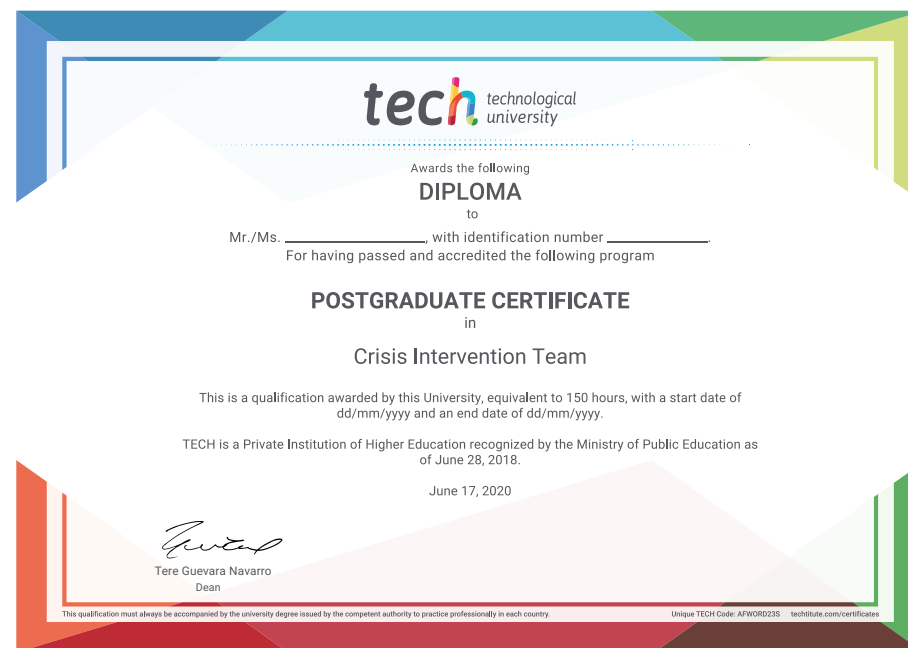 tech technological
university
Awards the following
DIPLOMA
to
Mr./Ms. ____________________, with identification number ______________.
For having passed and accredited the following program
POSTGRADUATE CERTIFICATE
in
Crisis Intervention Team
This is a qualification awarded by this University, equivalent to 150 hours, with a start date of
dd/mm/yyyy and an end date of dd/mm/yyyy.
TECH is a Private Institution of Higher Education recognized by the Ministry of Public Education as
of June 28, 2018.
June 17, 2020
Tere Guevara Navarro
Dean
This qualification must always be accompanied by the university degree issued by the competent authority to practice professionally in each country. Unique TECH Code: AFWORD23S techtitute.com/certificates